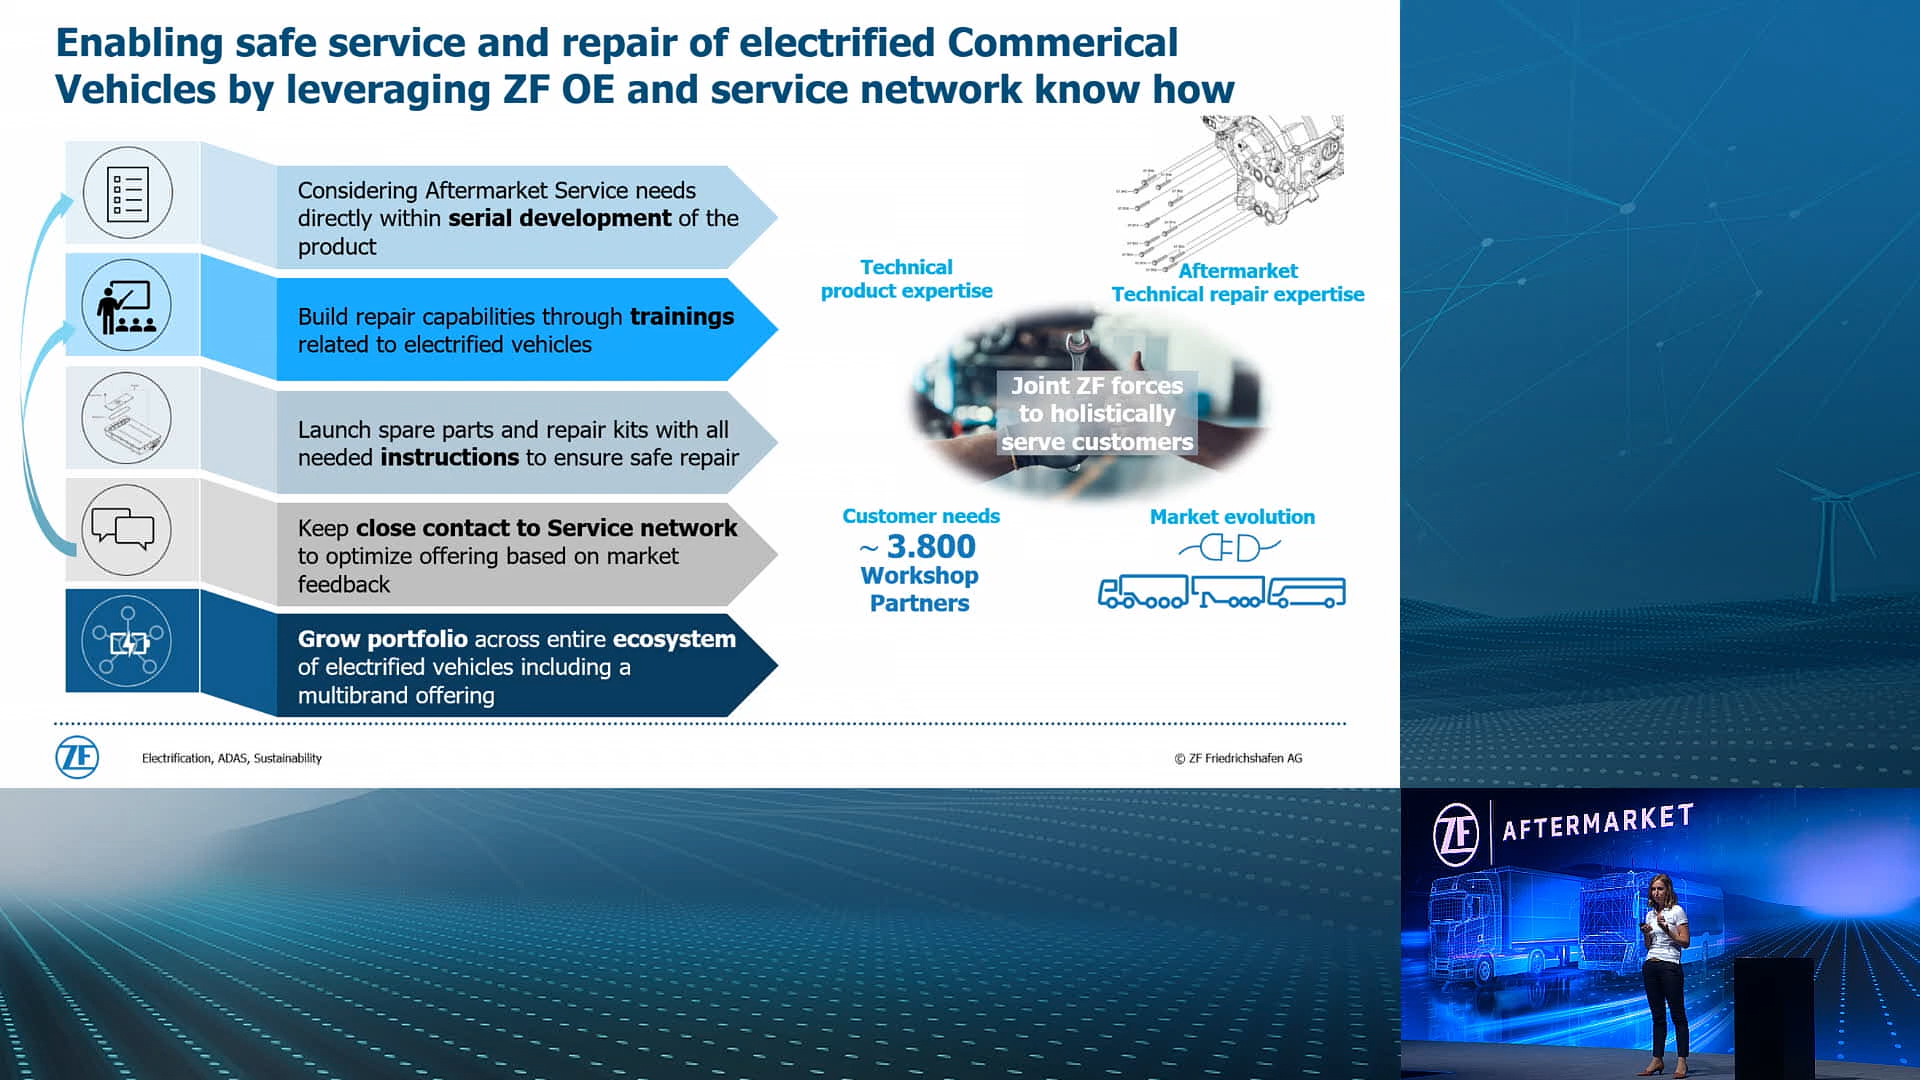 Enabling safe service and repair of electrified Commerical
Vehicles by leveraging ZF OE and service network know how
Considering Aftermarket Service needs
directly within serial development of the
product
Build repair capabilities through trainings
related to electrified vehicles
Launch spare parts and repair kits with all
needed instructions to ensure safe repair
Keep close contact to Service network
to optimize offering based on market
feedback
Grow portfolio across entire ecosystem
of electrified vehicles including a
multibrand offering
Technical
product expertise
Aftermarket
Technical repair expertise
Joint ZF forces
to holistically
serve customers
Customer needs
~ 3.800
Workshop
Partners
Market evolution
ZF
Electrification, ADAS, Sustainability
© ZF Friedrichshafen AG
ZF
AFTERMARKET